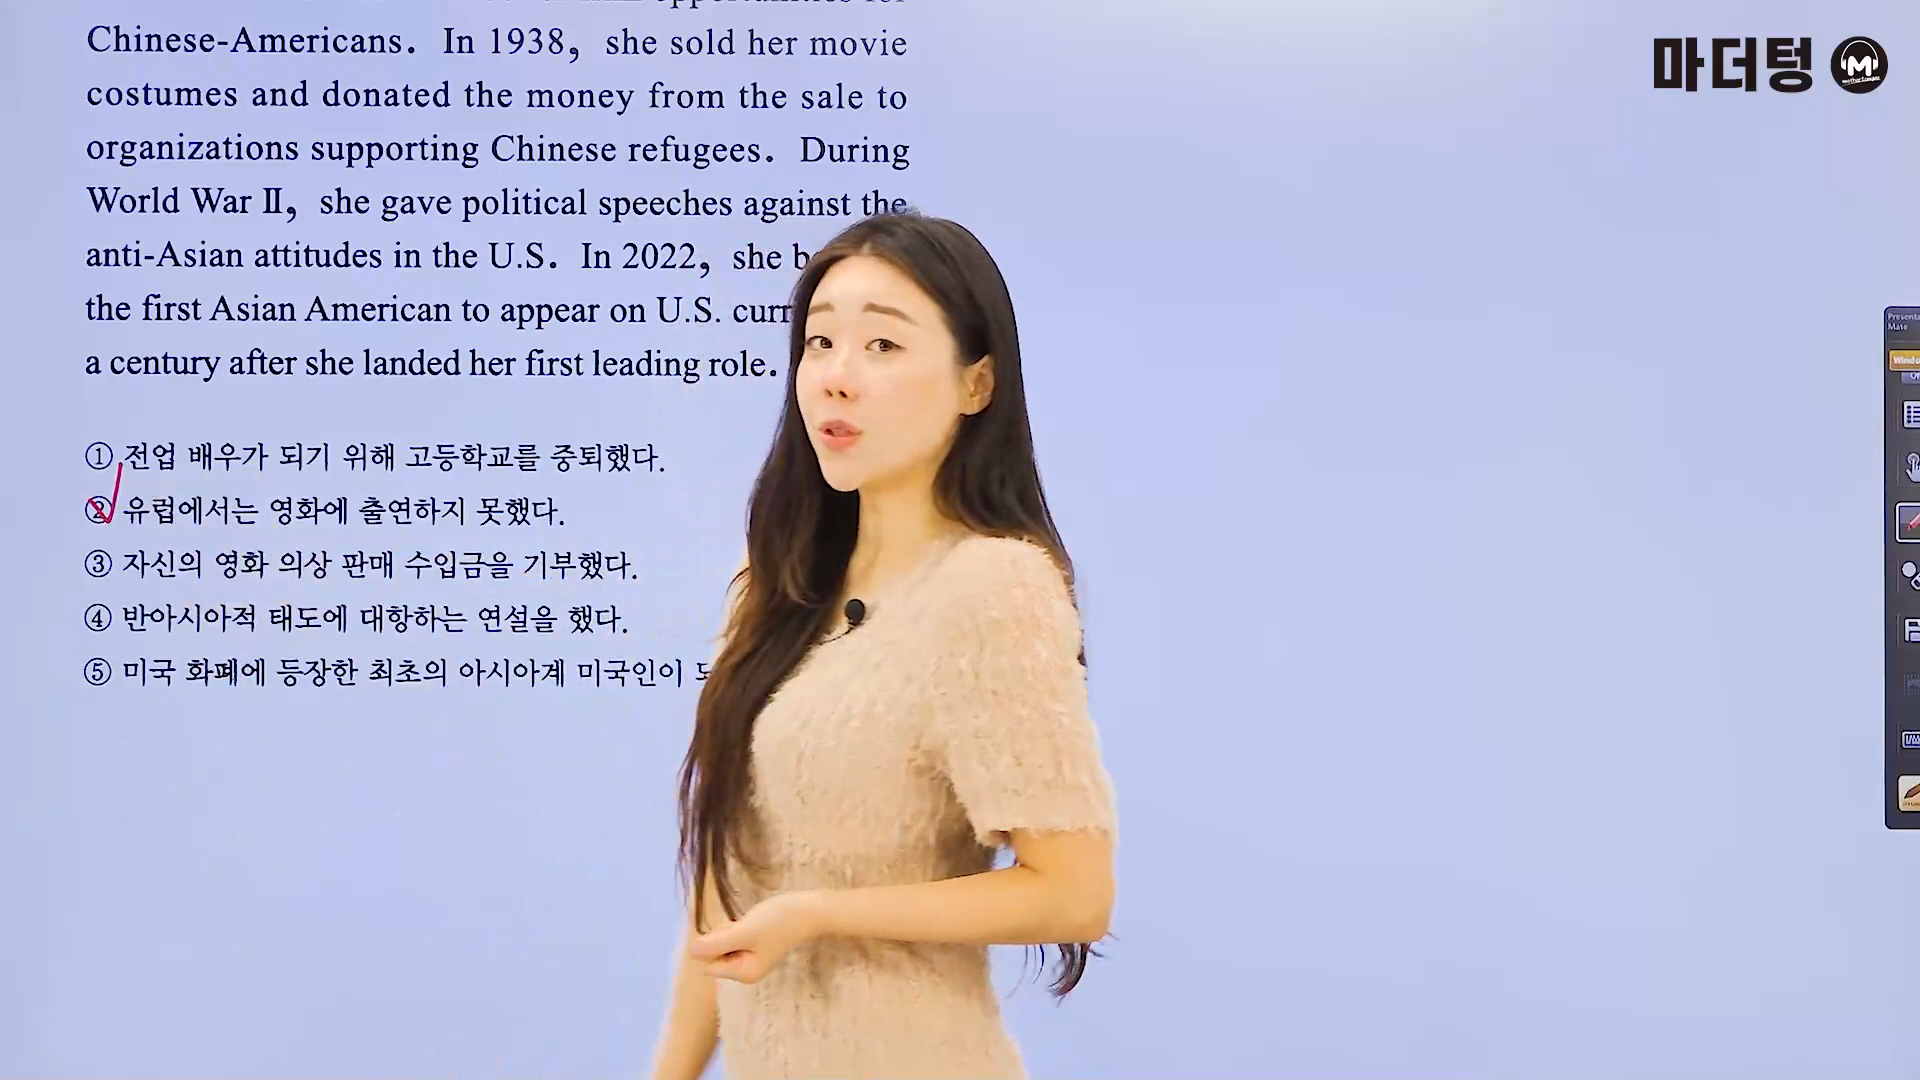 opportunities for
Chinese-Americans. In 1938, she sold her movie
costumes and donated the money from the sale to
organizations supporting Chinese refugees. During
World War Ⅱ, she gave political speeches against the
anti-Asian attitudes in the U.S. In 2022, she
the first Asian American to appear on U.S.
a century after she landed her first leading role.
① 전업 배우가 되기 위해 고등학교를 중퇴했다.
② 유럽에서는 영화에 출연하지 못했다.
③ 자신의 영화 의상 판매 수입금을 기부했다.
④ 반아시아적 태도에 대항하는 연설을 했다.
⑤ 미국 화폐에 등장한 최초의 아시아계 미국인이
마더텅
M